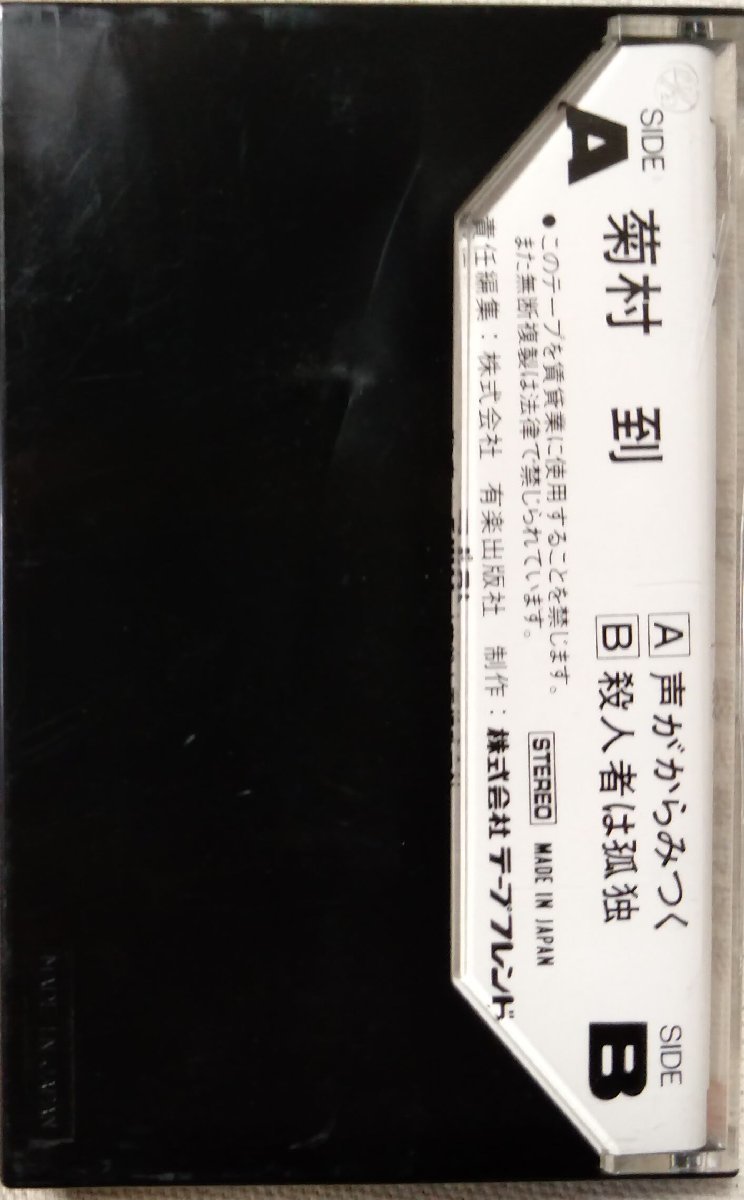 SIDE
A
菊村 到
A 声がからみつく
B 殺人者は孤独
SIDE
B
●このテープを賃貸業に使用することを禁じます。
また無断複製は法律で禁じられています。
STEREO MADE IN JAPAN
責任編集：株式会社 有楽出版社 制作：株式会社テープフレンド
MADE IN JAPAN